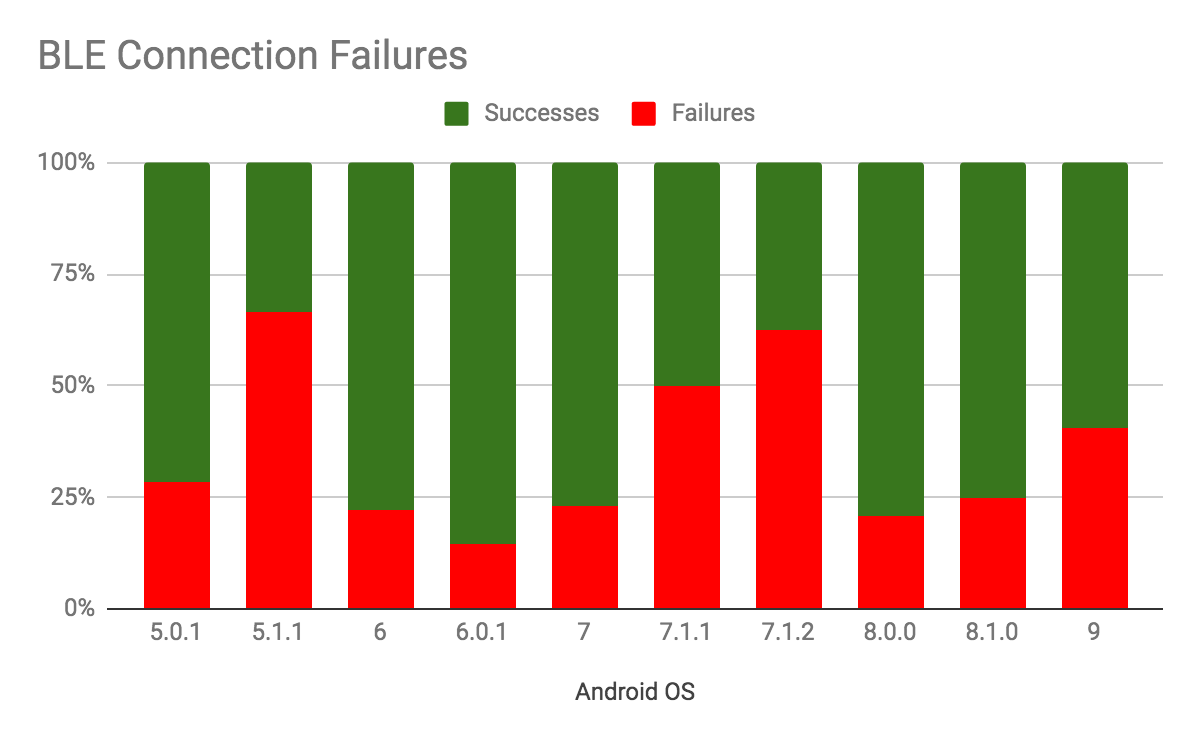 BLE Connection Failures
Successes Failures
100%
75%
50%
25%
0%
5.0.1 5.1.1 6 6.0.1 7 7.1.1 7.1.2 8.0.0 8.1.0 9
Android OS